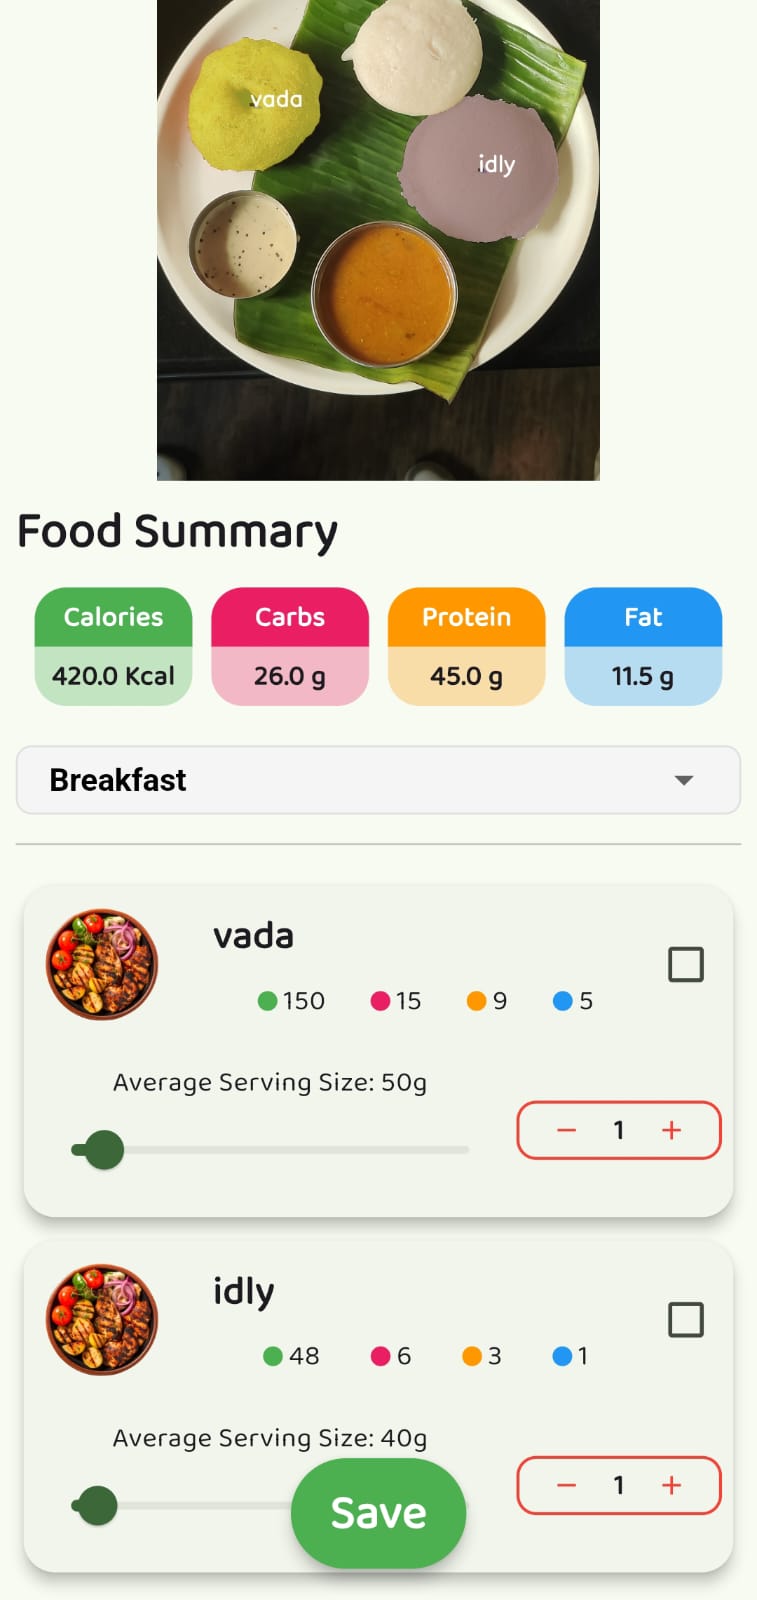 vada
idly
Food Summary
Calories Carbs Protein Fat
420.0 Kcal 26.0 g 45.0 g 11.5 g
Breakfast
vada
150 15 9 5
Average Serving Size: 50g
− 1 +
idly
48 6 3 1
Average Serving Size: 40g
− 1 +
Save